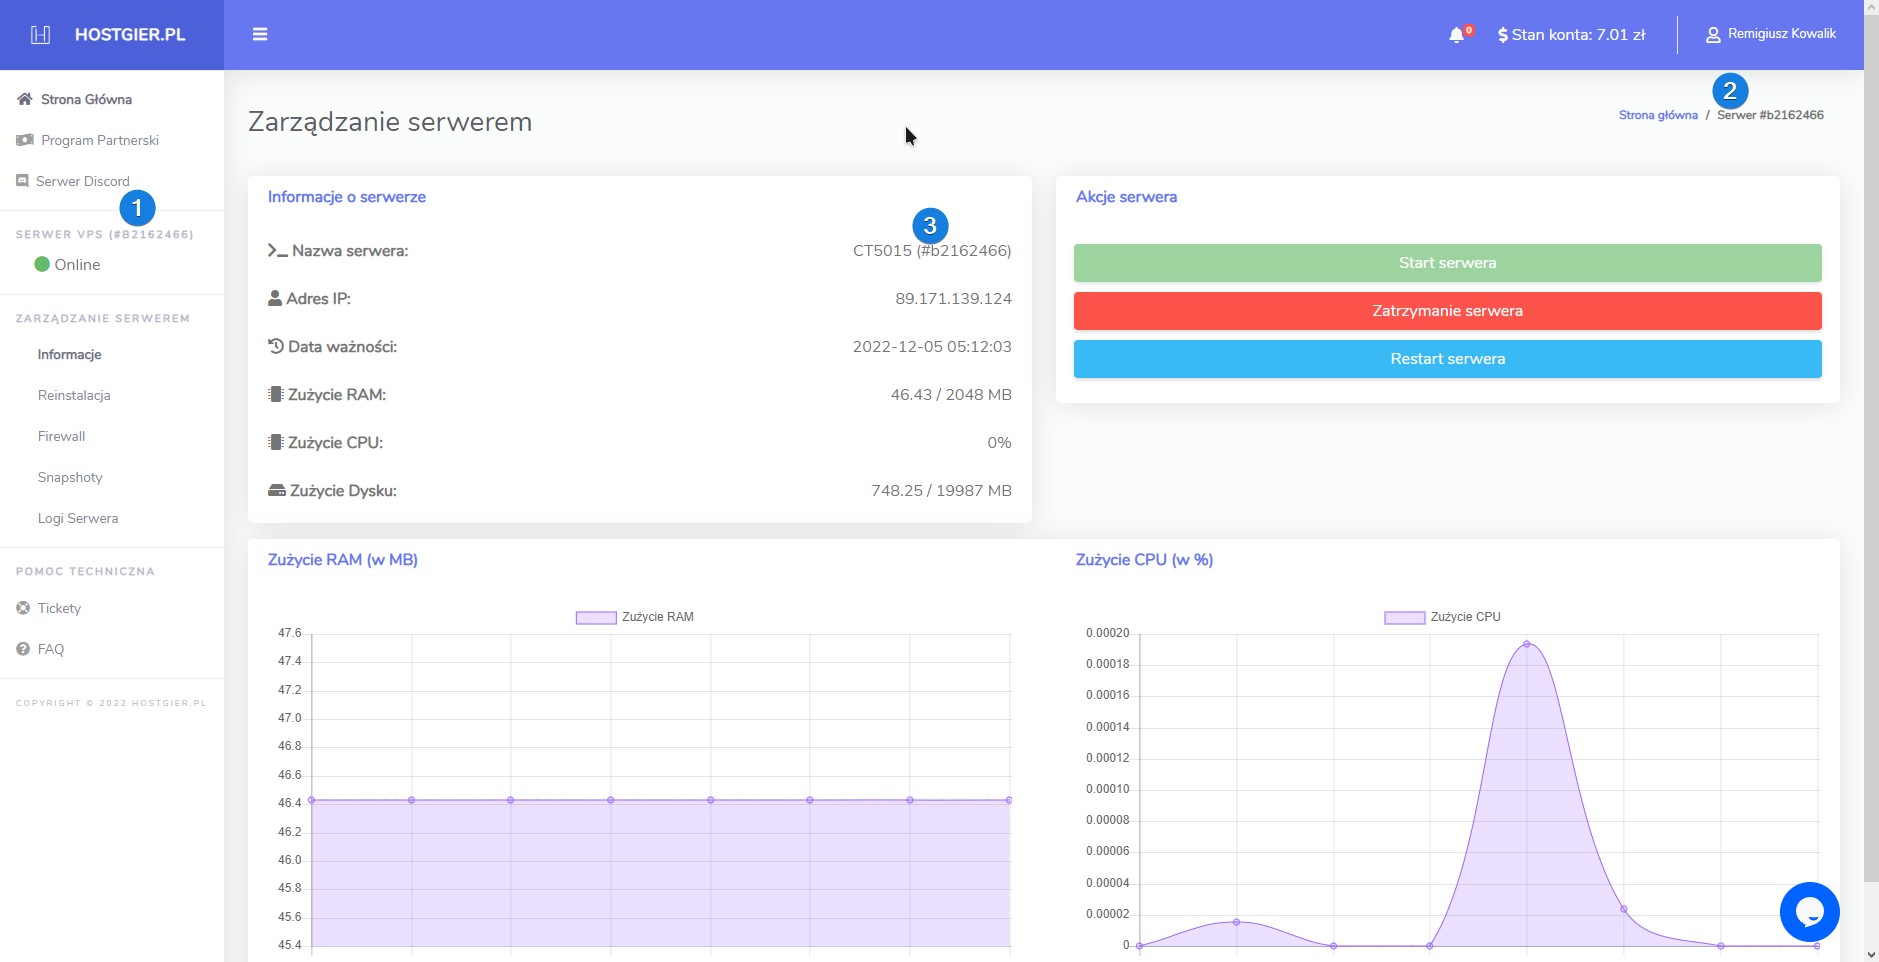 HOSTGIER.PL
0
$ Stan konta: 7.01 zł
Remigiusz Kowalik
Strona Główna
Program Partnerski
Serwer Discord
1
SERWER VPS (#B2162466)
Online
ZARZĄDZANIE SERWEREM
Informacje
Reinstalacja
Firewall
Snapshoty
Logi Serwera
POMOC TECHNICZNA
Tickety
FAQ
COPYRIGHT © 2022 HOSTGIER.PL
Zarządzanie serwerem
2
Strona główna / Serwer #b2162466
Informacje o serwerze
3
Nazwa serwera: CT5015 (#b2162466)
Adres IP: 89.171.139.124
Data ważności: 2022-12-05 05:12:03
Zużycie RAM: 46.43 / 2048 MB
Zużycie CPU: 0%
Zużycie Dysku: 748.25 / 19987 MB
Akcje serwera
Start serwera
Zatrzymanie serwera
Restart serwera
Zużycie RAM (w MB)
Zużycie RAM
47.6
47.4
47.2
47.0
46.8
46.6
46.4
46.2
46.0
45.8
45.6
45.4
Zużycie CPU (w %)
Zużycie CPU
0.00020
0.00018
0.00016
0.00014
0.00012
0.00010
0.00008
0.00006
0.00004
0.00002
0